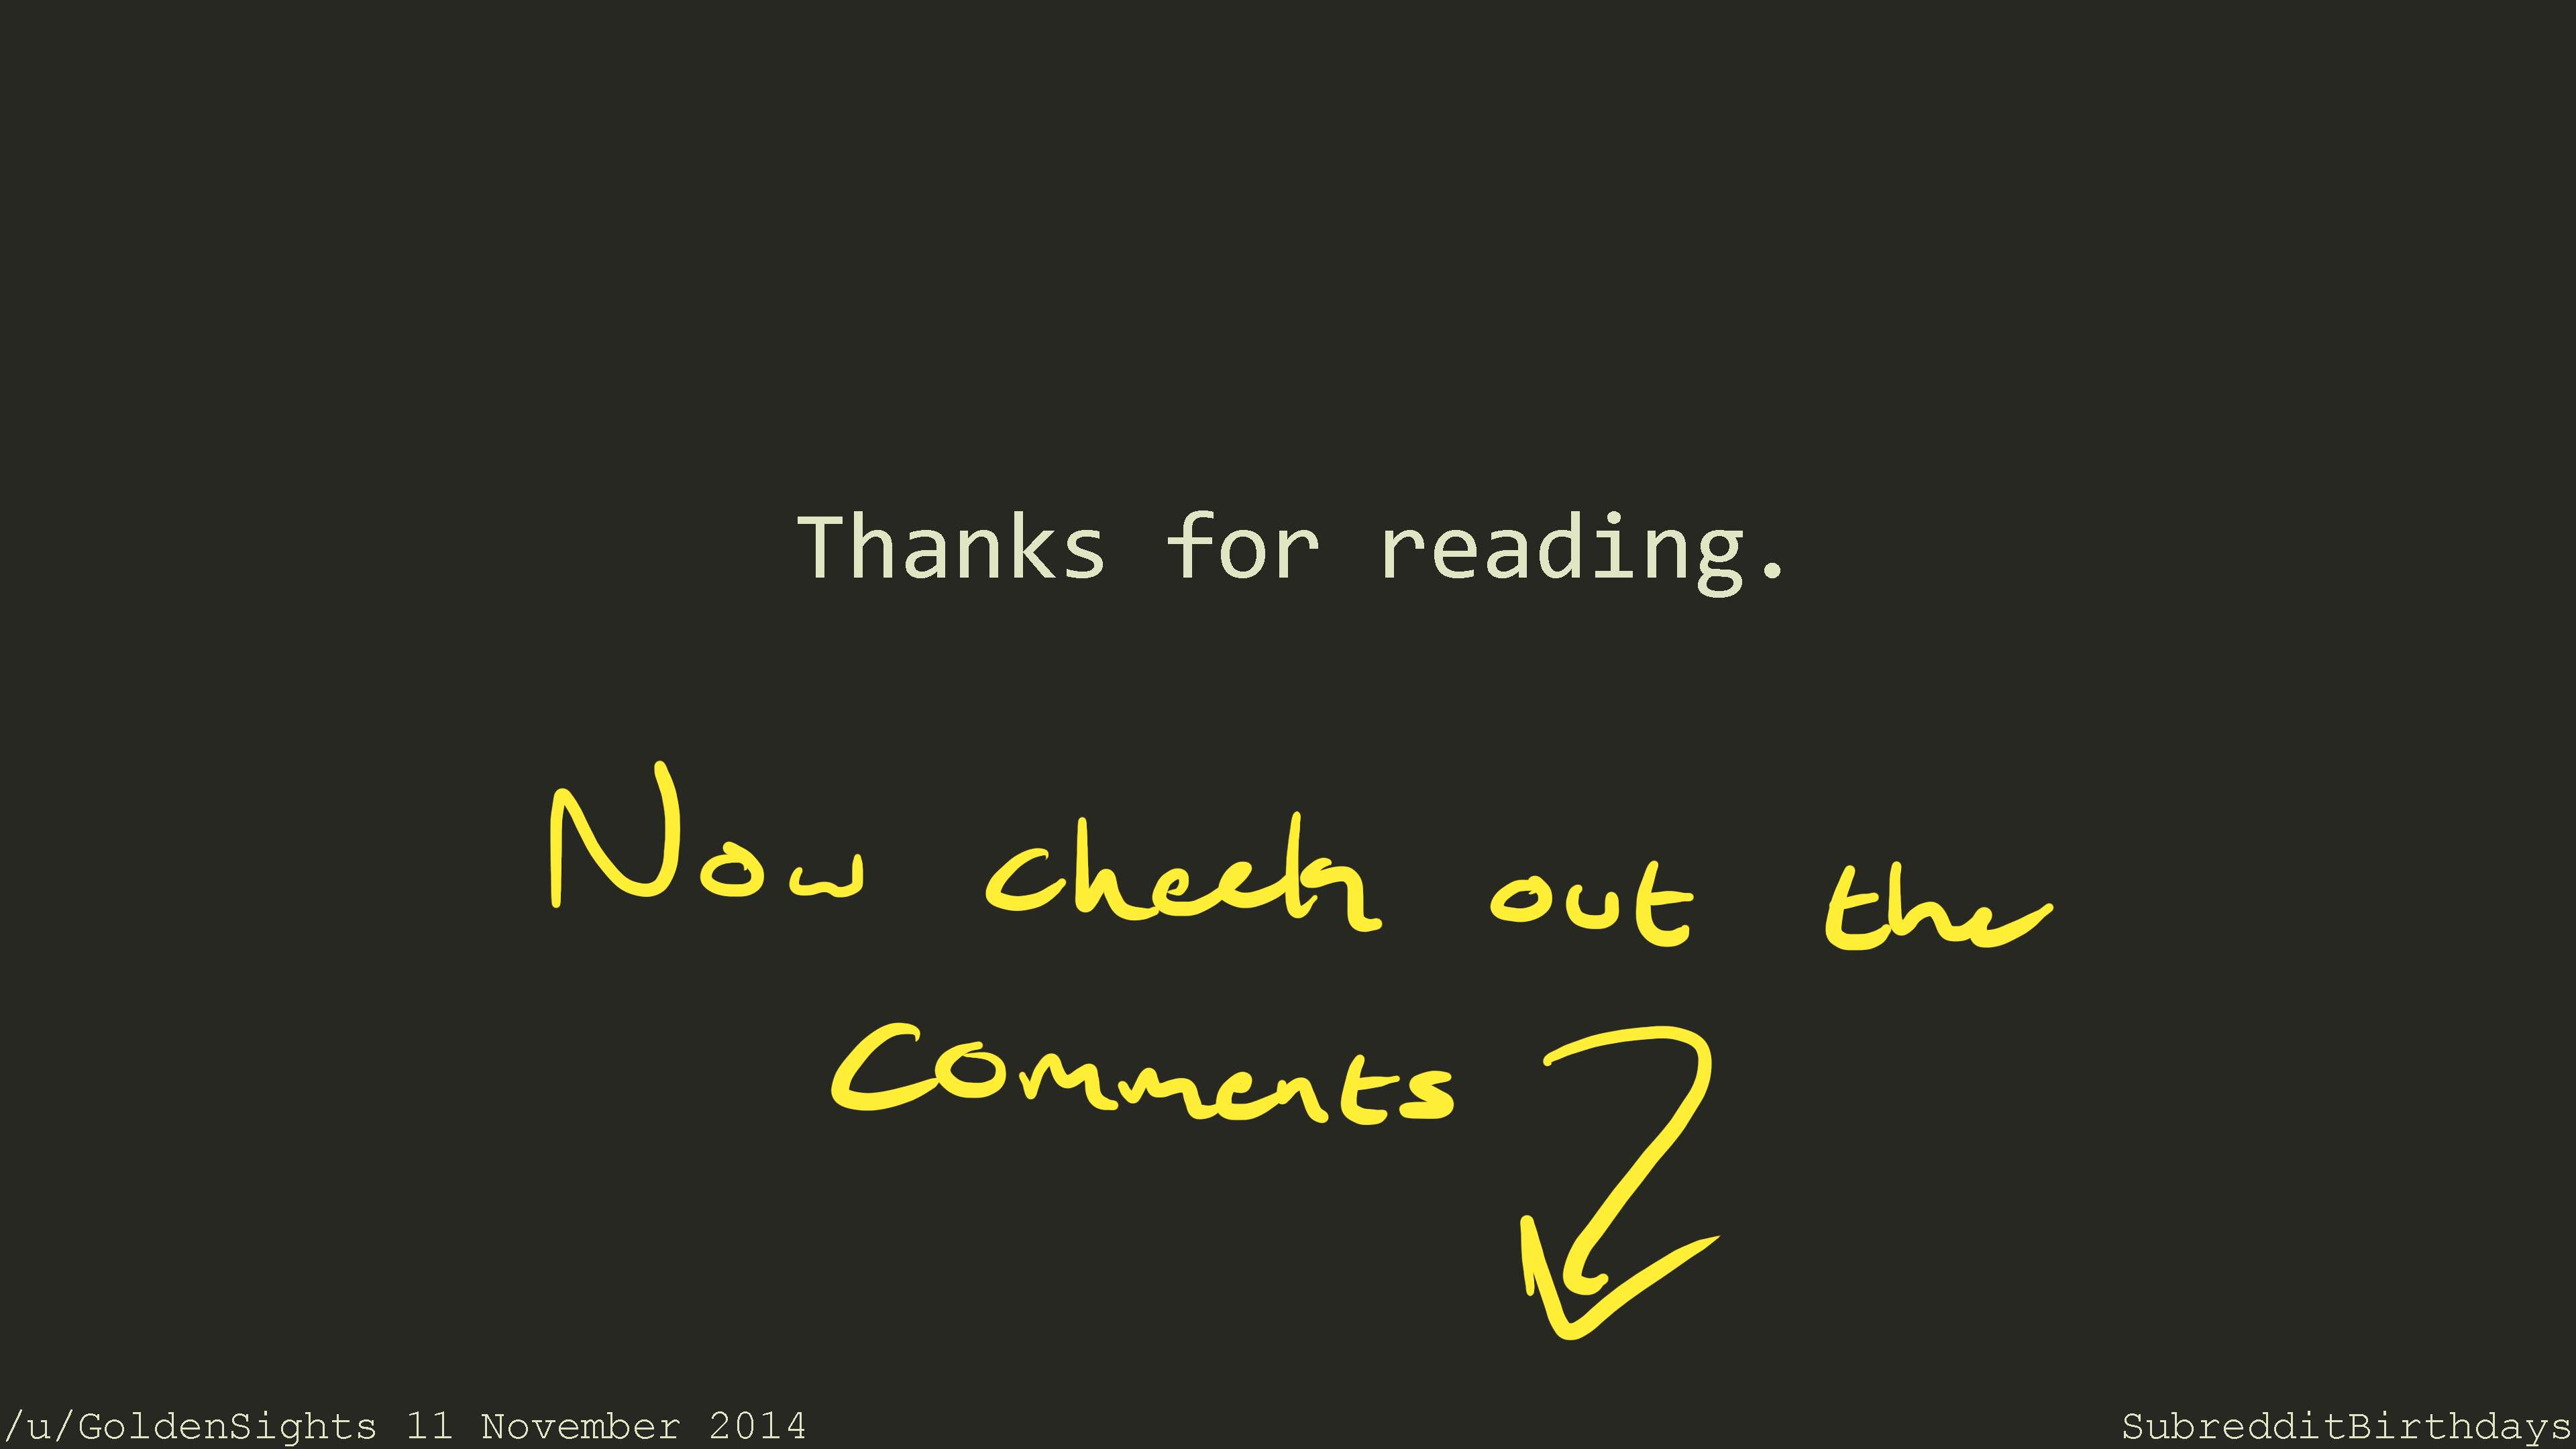 Thanks for reading.
Now check out the
comments
/u/GoldenSights 11 November 2014
SubredditBirthdays